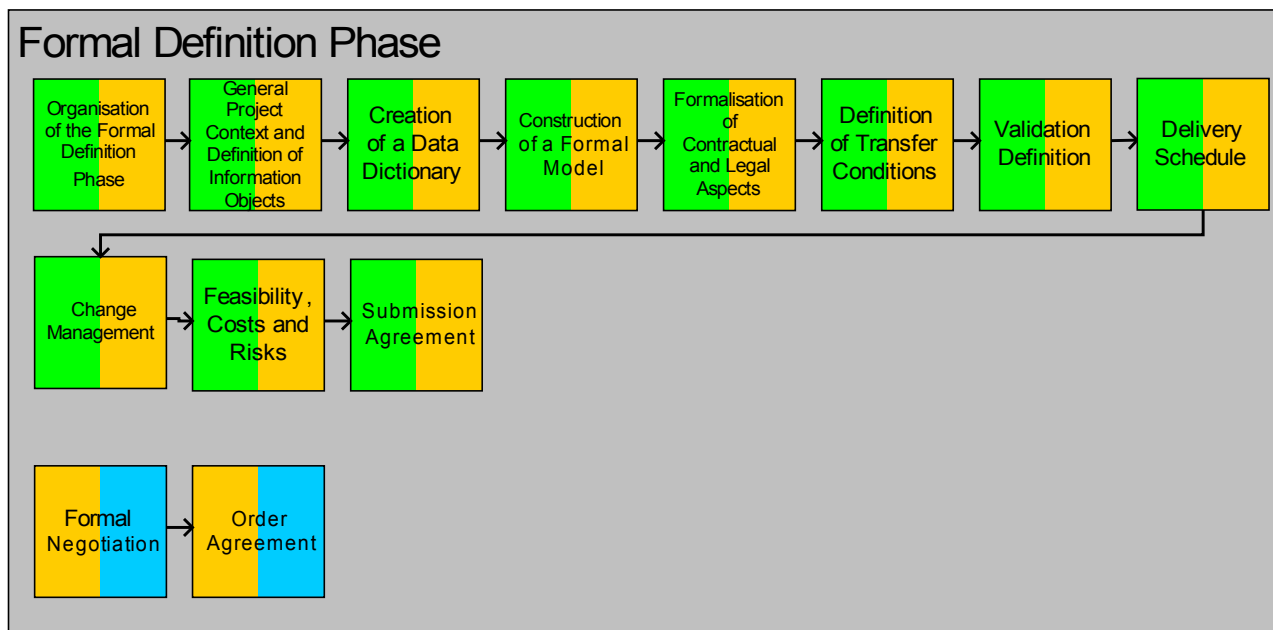 Formal Definition Phase
Organisation
of the Formal
Definition
Phase
General
Project
Context and
Definition of
Information
Objects
Creation
of a Data
Dictionary
Construction
of a Formal
Model
Formalisation
of
Contractual
and Legal
Aspects
Definition
of Transfer
Conditions
Validation
Definition
Delivery
Schedule
Change
Management
Feasibility,
Costs and
Risks
Submission
Agreement
Formal
Negotiation
Order
Agreement